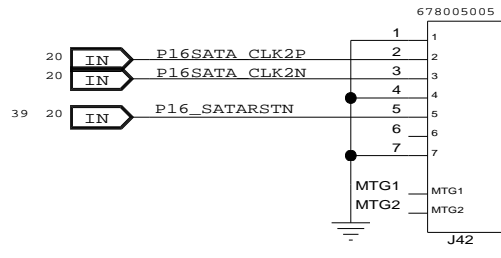 678005005
1 1
20 IN P16SATA_CLK2P 2 2
20 IN P16SATA_CLK2N 3 3
4 4
39 20 IN P16_SATARSTN 5 5
6 6
7 7
MTG1 MTG1
MTG2 MTG2
J42